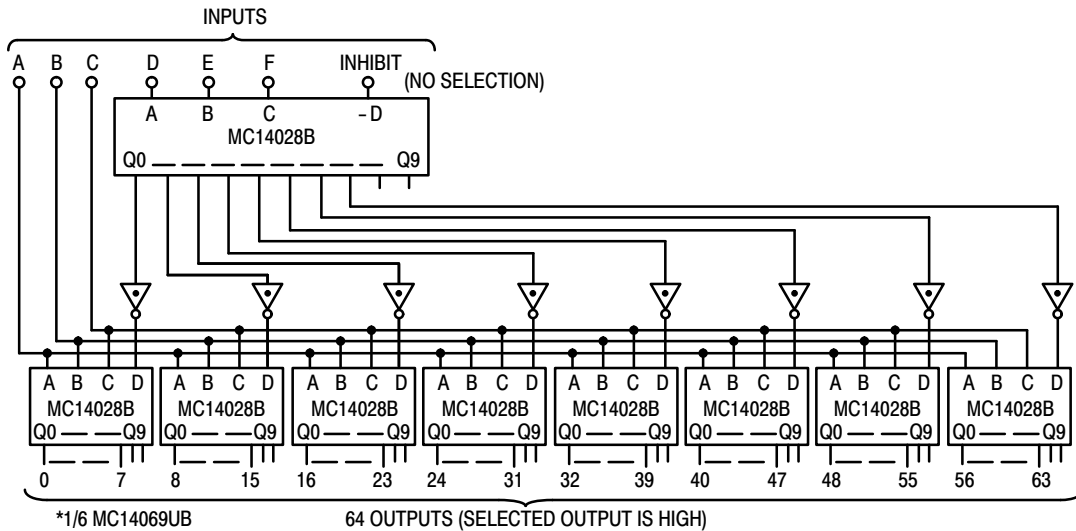 INPUTS
A B C D E F INHIBIT (NO SELECTION)
A B C –D
MC14028B
Q0 Q9
A B C D A B C D A B C D A B C D A B C D A B C D A B C D A B C D
MC14028B MC14028B MC14028B MC14028B MC14028B MC14028B MC14028B MC14028B
Q0 Q9 Q0 Q9 Q0 Q9 Q0 Q9 Q0 Q9 Q0 Q9 Q0 Q9 Q0 Q9
0 7 8 15 16 23 24 31 32 39 40 47 48 55 56 63
*1/6 MC14069UB 64 OUTPUTS (SELECTED OUTPUT IS HIGH)